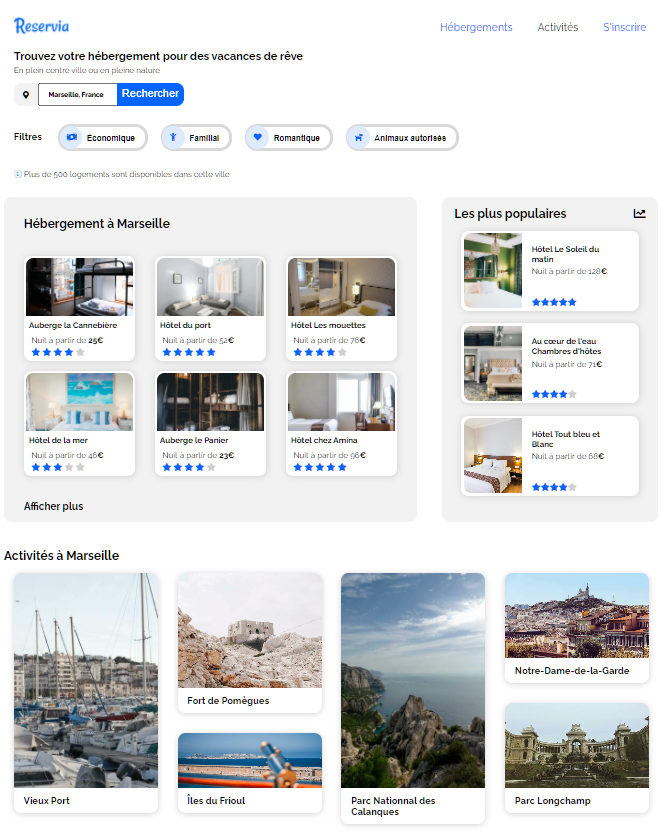 Reservia
Hébergements
Activités
S'inscrire
Trouvez votre hébergement pour des vacances de rêve
En plein centre ville ou en pleine nature
Marseille, France
Rechercher
Filtres
Économique
Familial
Romantique
Animaux autorisés
Plus de 500 logements sont disponibles dans cette ville
Hébergement à Marseille
Auberge la Cannebière
Nuit à partir de 25€
Hôtel du port
Nuit à partir de 52€
Hôtel Les mouettes
Nuit à partir de 76€
Hôtel de la mer
Nuit à partir de 46€
Auberge le Panier
Nuit à partir de 23€
Hôtel chez Amina
Nuit à partir de 96€
Afficher plus
Les plus populaires
Hôtel Le Soleil du
matin
Nuit à partir de 128€
Au cœur de l'eau
Chambres d'hôtes
Nuit à partir de 71€
Hôtel Tout bleu et
Blanc
Nuit à partir de 68€
Activités à Marseille
Vieux Port
Fort de Pomègues
Îles du Frioul
Parc Nationnal des
Calanques
Notre-Dame-de-la-Garde
Parc Longchamp